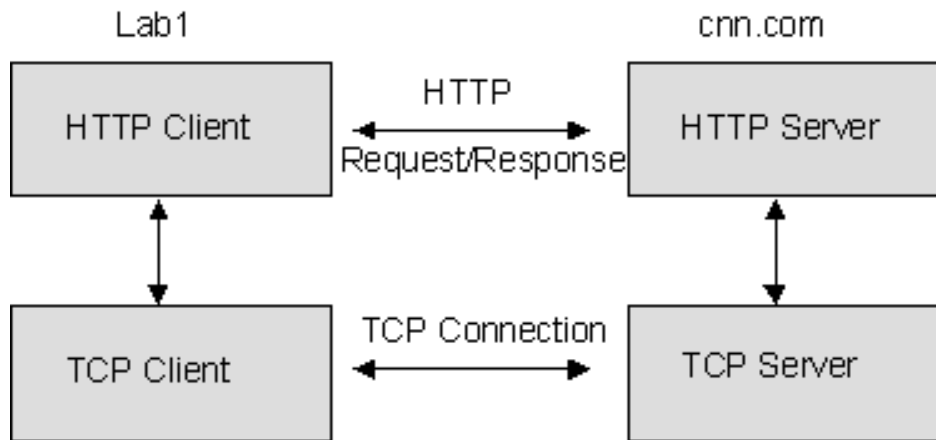 Lab1
cnn.com
HTTP Client
HTTP
Request/Response
HTTP Server
TCP Client
TCP Connection
TCP Server